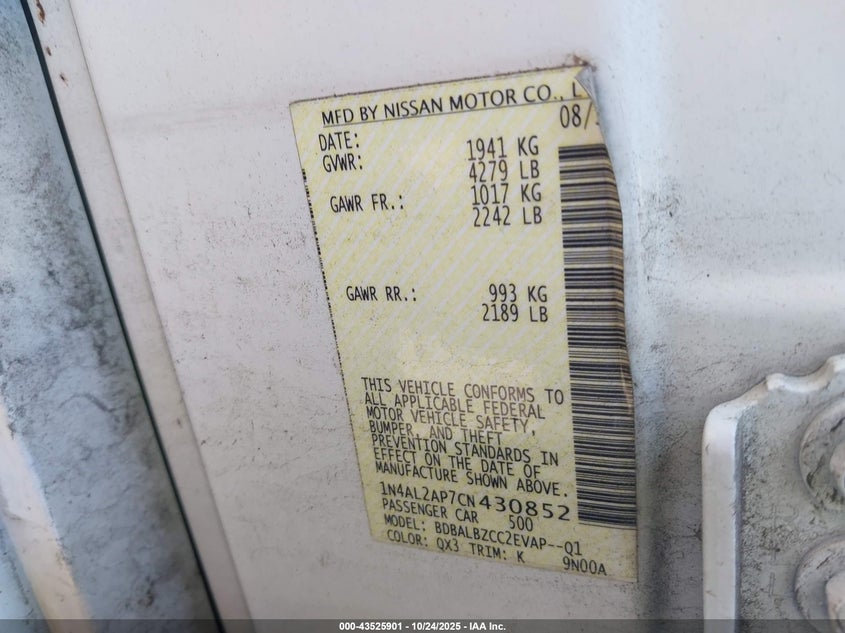 MFD BY NISSAN MOTOR CO., L
DATE: 08/
GVWR: 1941 KG
4279 LB
GAWR FR.: 1017 KG
2242 LB
GAWR RR.: 993 KG
2189 LB
THIS VEHICLE CONFORMS TO
ALL APPLICABLE FEDERAL
MOTOR VEHICLE SAFETY,
BUMPER, AND THEFT
PREVENTION STANDARDS IN
EFFECT ON THE DATE OF
MANUFACTURE SHOWN ABOVE.
1N4AL2AP7CN430852
PASSENGER CAR 500
MODEL: BDBALBZCC2EVAP--Q1
COLOR: QX3 TRIM: K 9N00A
000-43525901 - 10/24/2025 - IAA Inc.